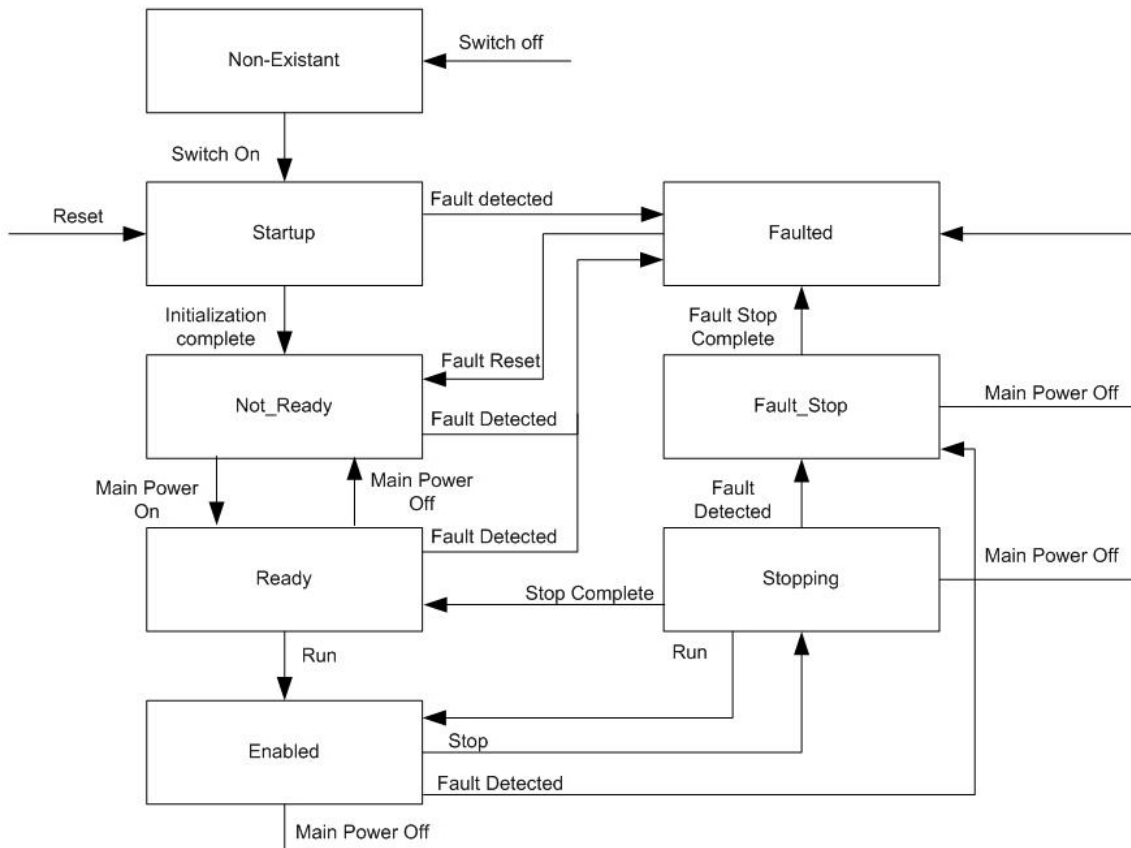 Non-Existant
Switch off
Switch On
Reset
Startup
Fault detected
Faulted
Initialization
complete
Fault Reset
Fault Stop
Complete
Not_Ready
Fault Detected
Fault_Stop
Main Power Off
Main Power
On
Main Power
Off
Fault
Detected
Ready
Fault Detected
Stopping
Main Power Off
Stop Complete
Run
Run
Enabled
Stop
Fault Detected
Main Power Off